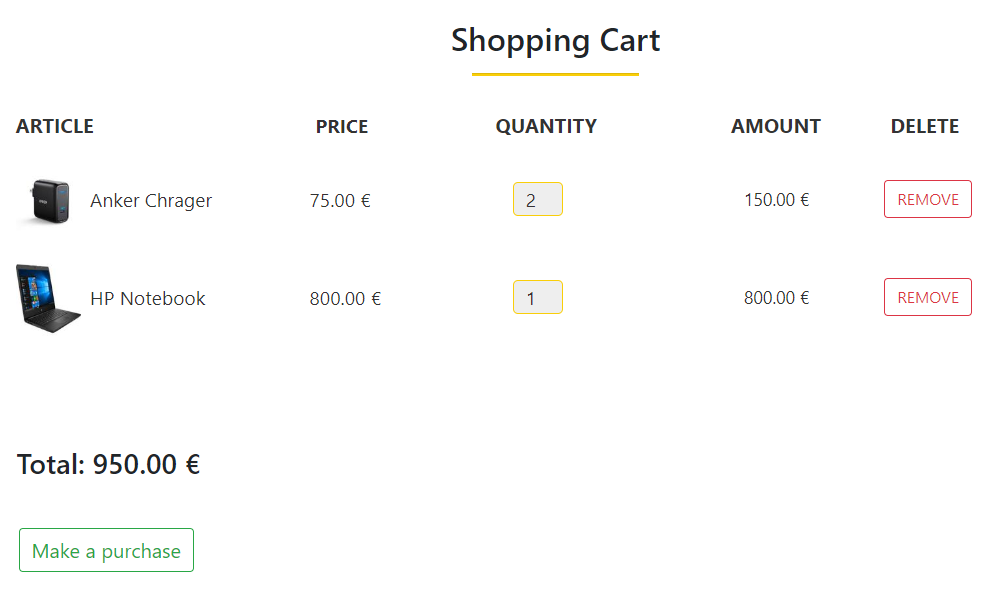 Shopping Cart
ARTICLE PRICE QUANTITY AMOUNT DELETE
Anker Chrager 75.00 € 2 150.00 € REMOVE
HP Notebook 800.00 € 1 800.00 € REMOVE
Total: 950.00 €
Make a purchase